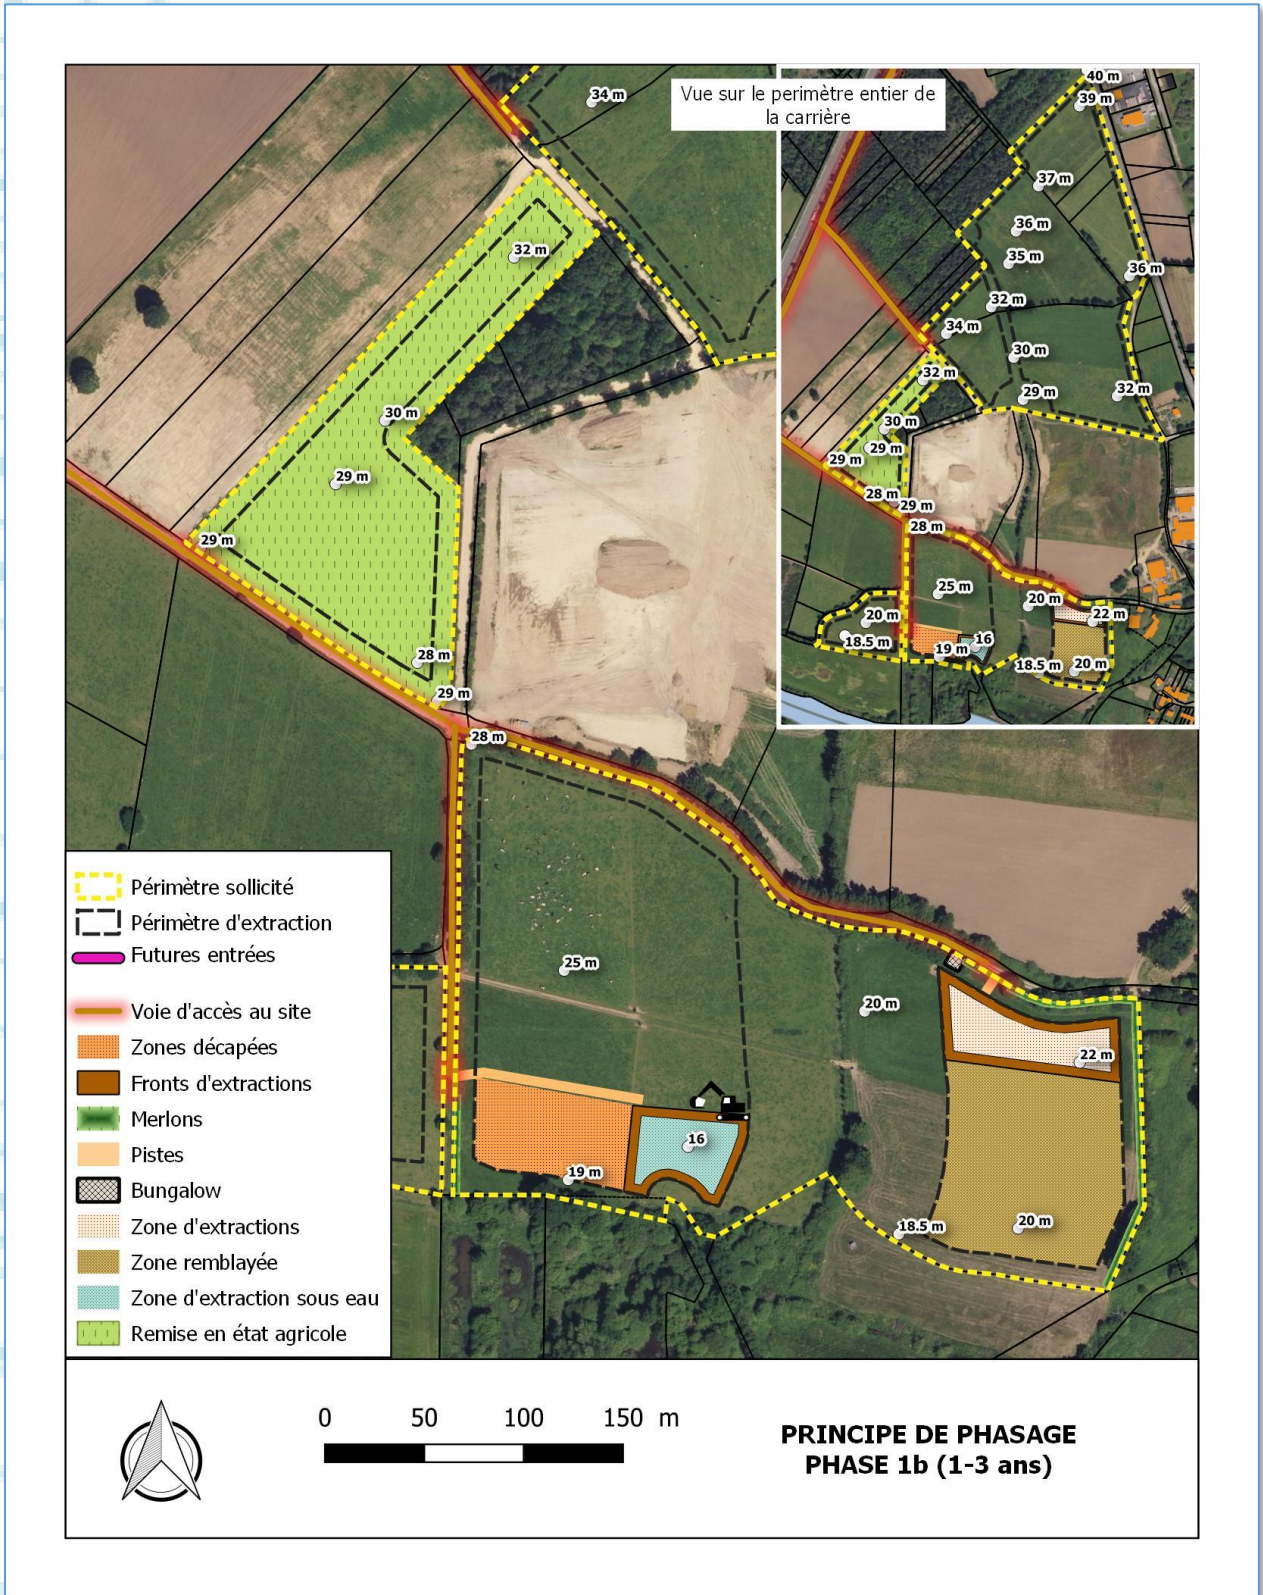 34 m
Vue sur le perimètre entier de
la carrière
40 m
39 m
37 m
36 m
35 m
36 m
32 m
34 m
30 m
32 m
29 m
32 m
30 m
29 m
29 m
28 m
29 m
28 m
25 m
20 m
20 m
22 m
18.5 m
16
19 m
18.5 m
20 m
32 m
30 m
29 m
29 m
28 m
29 m
28 m
25 m
20 m
22 m
16
19 m
18.5 m
20 m
Périmètre sollicité
Périmètre d'extraction
Futures entrées
Voie d'accès au site
Zones décapées
Fronts d'extractions
Merlons
Pistes
Bungalow
Zone d'extractions
Zone remblayée
Zone d'extraction sous eau
Remise en état agricole
0 50 100 150 m
PRINCIPE DE PHASAGE
PHASE 1b (1-3 ans)